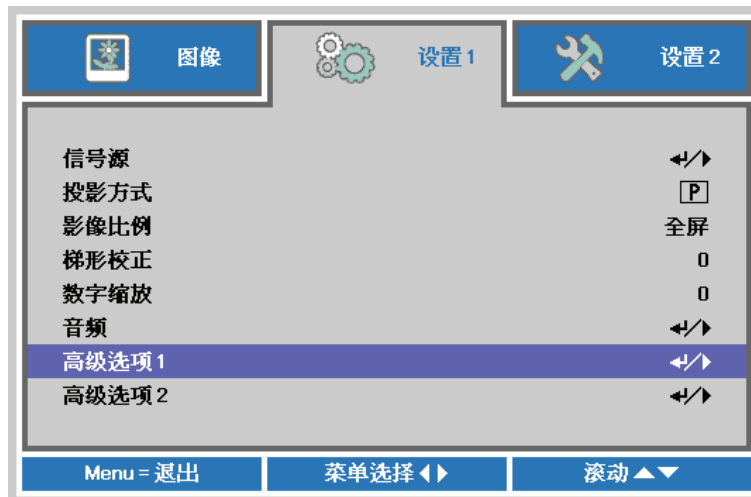 图像 设置1 设置2
信号源 ↵/▶
投影方式 P
影像比例 全屏
梯形校正 0
数字缩放 0
音频 ↵/▶
高级选项1 ↵/▶
高级选项2 ↵/▶
Menu = 退出 菜单选择◀▶ 滚动▲▼